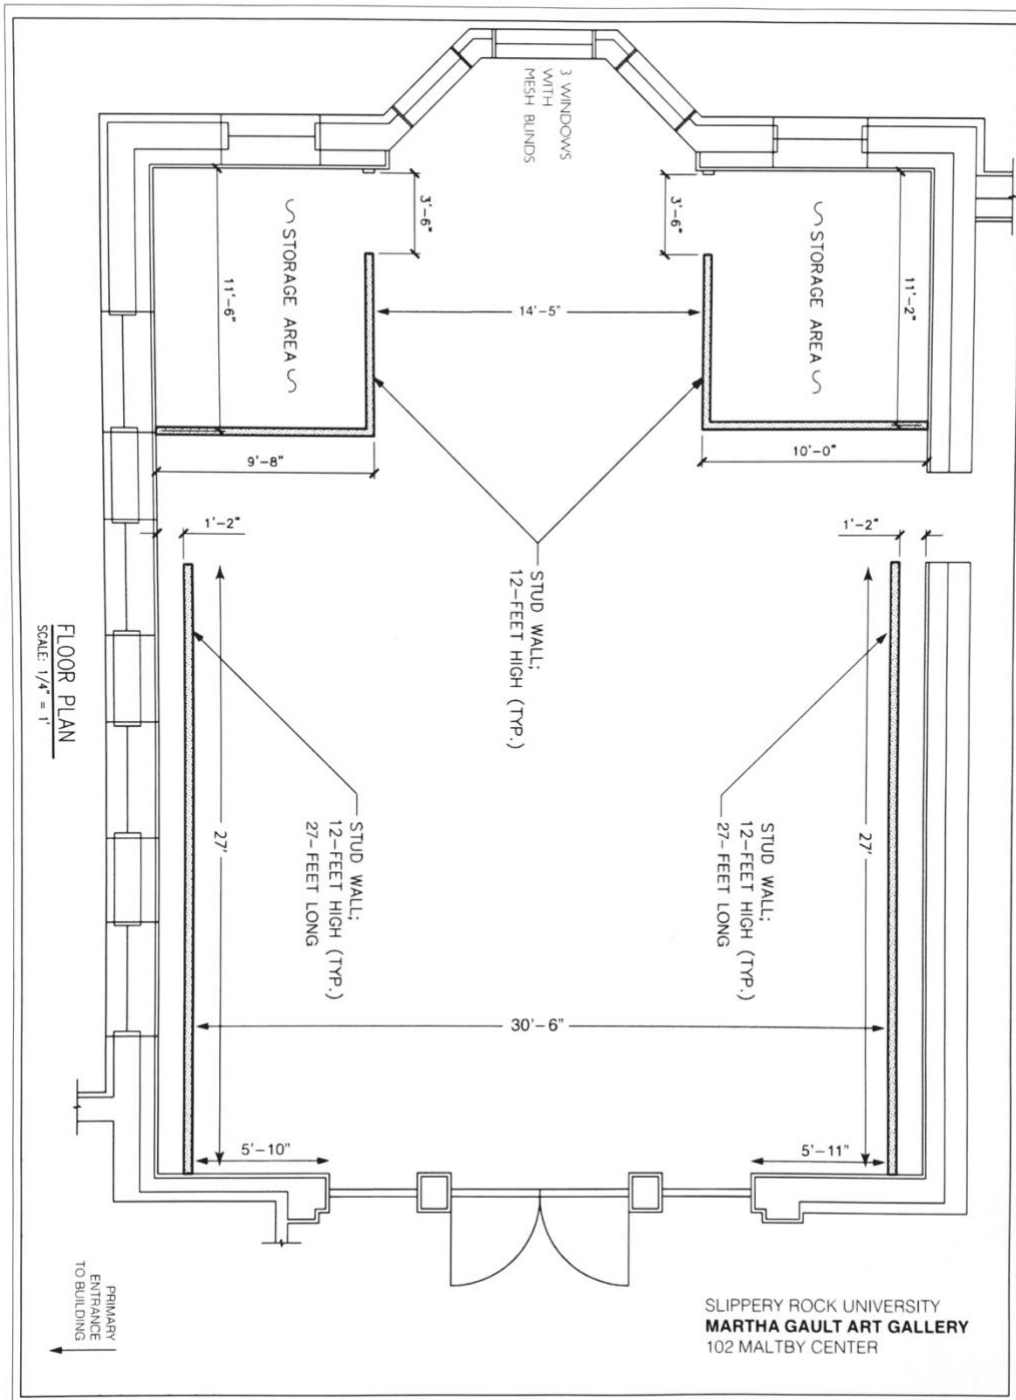 3 WINDOWS
WITH
MESH BLINDS
3'-6"
3'-6"
~ STORAGE AREA ~
~ STORAGE AREA ~
11'-6"
11'-2"
14'-5"
9'-8"
10'-0"
1'-2"
1'-2"
STUD WALL;
12-FEET HIGH (TYP.)
FLOOR PLAN
SCALE: 1/4" = 1'
27'
27'
STUD WALL;
12-FEET HIGH (TYP.)
27- FEET LONG
STUD WALL;
12-FEET HIGH (TYP.)
27- FEET LONG
30'-6"
5'-10"
5'-11"
PRIMARY
ENTRANCE
TO BUILDING
SLIPPERY ROCK UNIVERSITY
MARTHA GAULT ART GALLERY
102 MALTBY CENTER